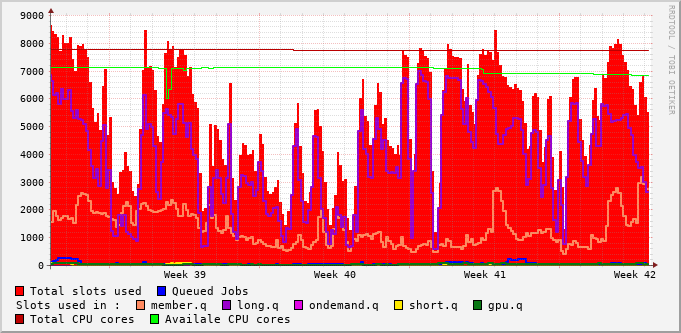 9000
8000
7000
6000
5000
4000
3000
2000
1000
0
Week 39 Week 40 Week 41 Week 42
Total slots used Queued Jobs
Slots used in : member.q long.q ondemand.q short.q gpu.q
Total CPU cores Availale CPU cores
RRDTOOL / TOBI OETIKER